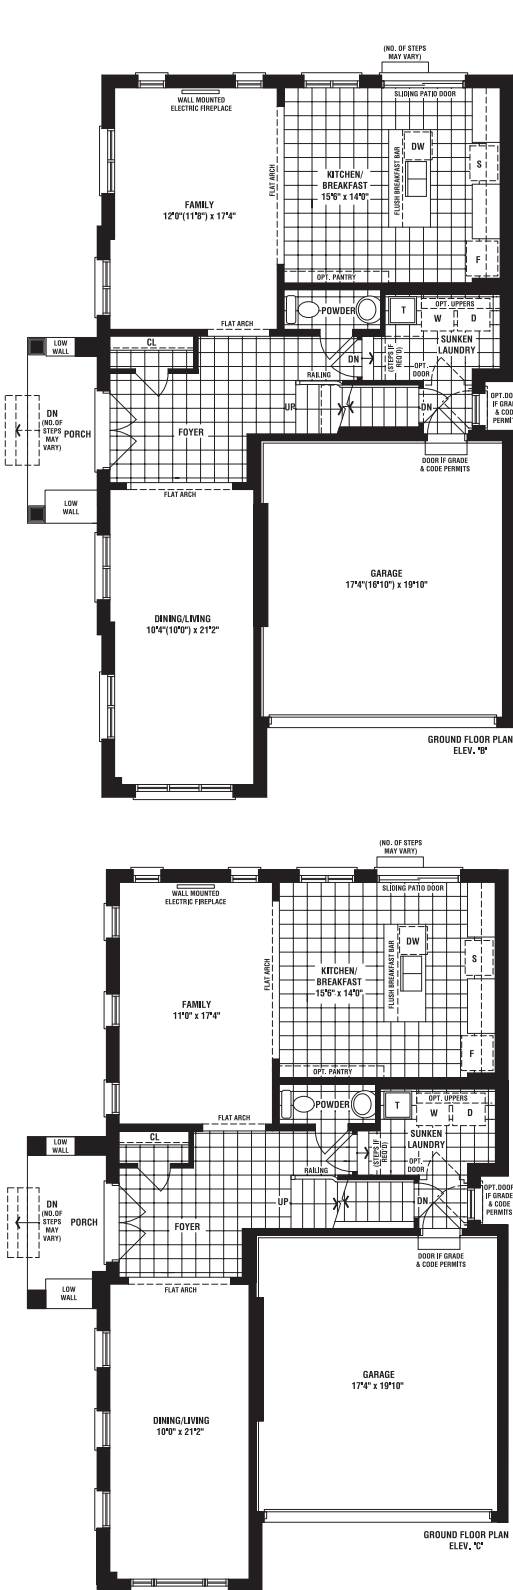 (NO. OF STEPS
MAY VARY)
SLIDING PATIO DOOR
WALL MOUNTED
ELECTRIC FIREPLACE
DW
S
FLUSH BREAKFAST BAR
FLAT ARCH
KITCHEN/
BREAKFAST
15'6" x 14'0"
FAMILY
12'0"(11'8") x 17'4"
F
OPT. PANTRY
OPT. UPPERS
POWDER
T
W
D
FLAT ARCH
SUNKEN
LAUNDRY
LOW
WALL
CL
DN
(STEPS IF
REQ'D)
OPT.
DOOR
RAILING
DN
(NO.OF
STEPS
MAY
VARY)
PORCH
FOYER
UP
DN
OPT.DO
IF GRADE
& COD
PERMIT
DOOR IF GRADE
& CODE PERMITS
FLAT ARCH
LOW
WALL
GARAGE
17'4"(16'10") x 19'10"
DINING/LIVING
10'4"(10'0") x 21'2"
GROUND FLOOR PLAN
ELEV. "B"
(NO. OF STEPS
MAY VARY)
SLIDING PATIO DOOR
WALL MOUNTED
ELECTRIC FIREPLACE
DW
S
FLUSH BREAKFAST BAR
FLAT ARCH
KITCHEN/
BREAKFAST
15'6" x 14'0"
FAMILY
11'0" x 17'4"
F
OPT. PANTRY
OPT. UPPERS
POWDER
T
W
D
FLAT ARCH
SUNKEN
LAUNDRY
LOW
WALL
CL
(STEPS IF
REQ'D)
OPT.
DOOR
RAILING
DN
(NO.OF
STEPS
MAY
VARY)
PORCH
FOYER
UP
DN
OPT.DOOR
IF GRADE
& CODE
PERMITS
DOOR IF GRADE
& CODE PERMITS
FLAT ARCH
LOW
WALL
GARAGE
17'4" x 19'10"
DINING/LIVING
10'0" x 21'2"
GROUND FLOOR PLAN
ELEV. "C"